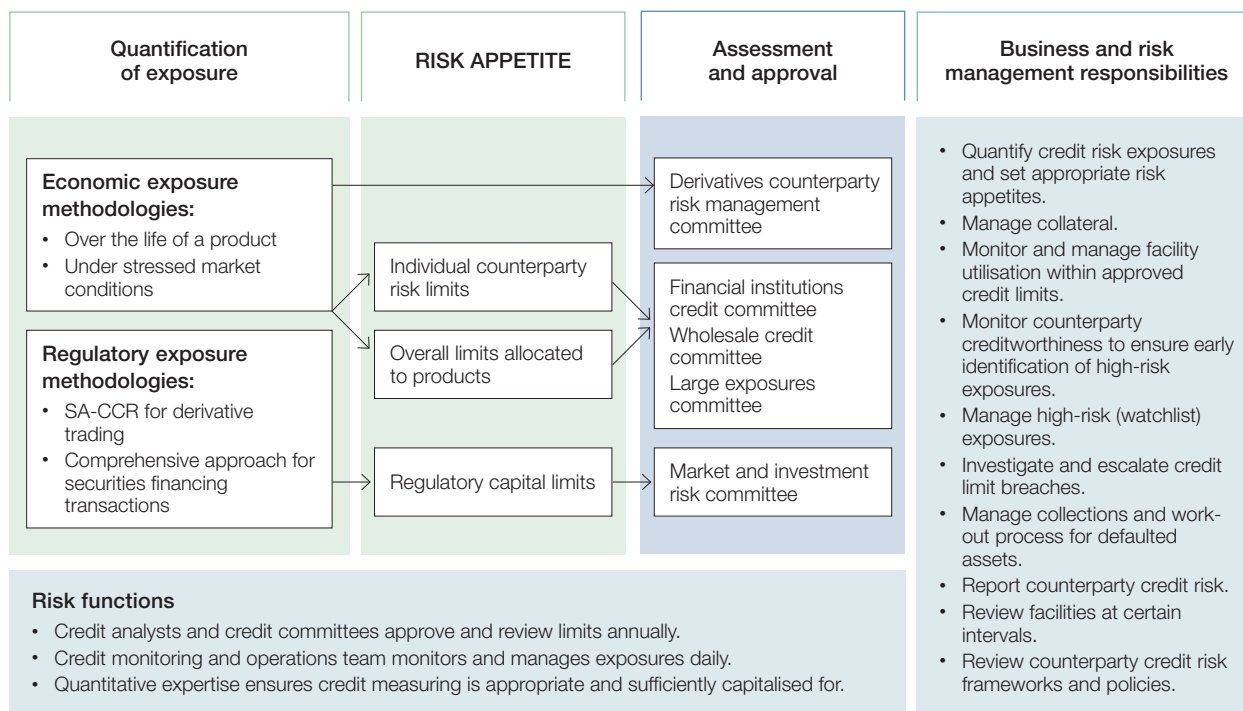 Quantification
of exposure
RISK APPETITE
Assessment
and approval
Business and risk
management responsibilities
Economic exposure
methodologies:
• Over the life of a product
• Under stressed market
conditions
Regulatory exposure
methodologies:
• SA-CCR for derivative
trading
• Comprehensive approach for
securities financing
transactions
Individual counterparty
risk limits
Overall limits allocated
to products
Regulatory capital limits
Derivatives counterparty
risk management
committee
Financial institutions
credit committee
Wholesale credit
committee
Large exposures
committee
Market and investment
risk committee
• Quantify credit risk exposures
and set appropriate risk
appetites.
• Manage collateral.
• Monitor and manage facility
utilisation within approved
credit limits.
• Monitor counterparty
creditworthiness to ensure early
identification of high-risk
exposures.
• Manage high-risk (watchlist)
exposures.
• Investigate and escalate credit
limit breaches.
• Manage collections and work-
out process for defaulted
assets.
• Report counterparty credit risk.
• Review facilities at certain
intervals.
• Review counterparty credit risk
frameworks and policies.
Risk functions
• Credit analysts and credit committees approve and review limits annually.
• Credit monitoring and operations team monitors and manages exposures daily.
• Quantitative expertise ensures credit measuring is appropriate and sufficiently capitalised for.